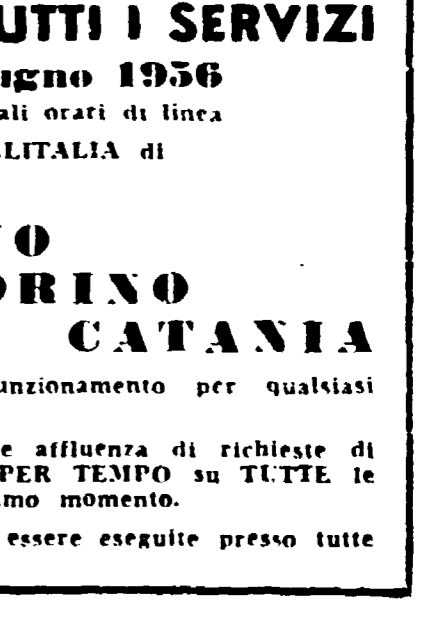 UTTI I SERVIZI
ugno 1956
ali orari di linea
LITALIA di
NO
ORINO
CATANIA
unzionamento per qualsiasi
e affluenza di richieste di
PER TEMPO su TUTTE le
mo momento.
essere eseguite presso tutte